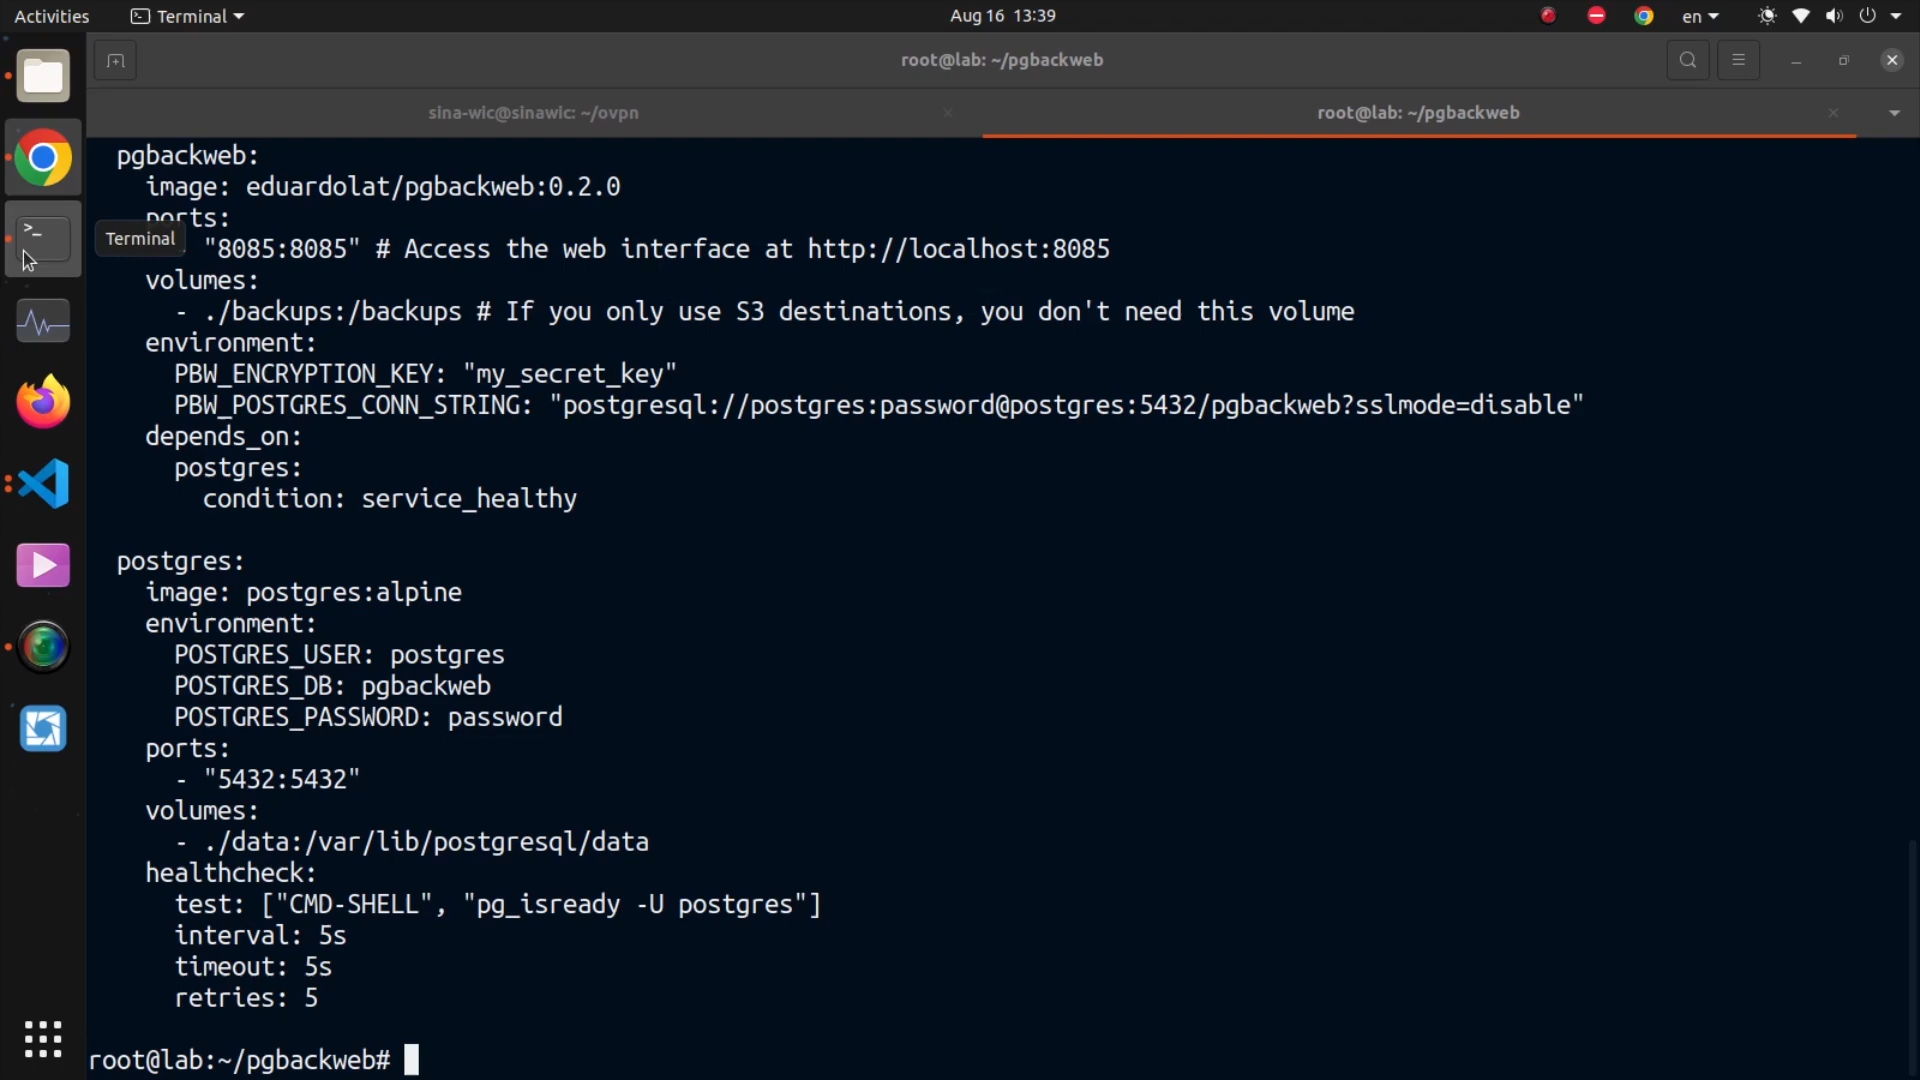 Activities
Terminal
Aug 16 13:39
en
root@lab: ~/pgbackweb
sina-wic@sinawic: ~/ovpn
root@lab: ~/pgbackweb
pgbackweb:
image: eduardolat/pgbackweb:0.2.0
ports:
Terminal
"8085:8085" # Access the web interface at http://localhost:8085
volumes:
- ./backups:/backups # If you only use S3 destinations, you don't need this volume
environment:
PBW_ENCRYPTION_KEY: "my_secret_key"
PBW_POSTGRES_CONN_STRING: "postgresql://postgres:password@postgres:5432/pgbackweb?sslmode=disable"
depends_on:
postgres:
condition: service_healthy
postgres:
image: postgres:alpine
environment:
POSTGRES_USER: postgres
POSTGRES_DB: pgbackweb
POSTGRES_PASSWORD: password
ports:
- "5432:5432"
volumes:
- ./data:/var/lib/postgresql/data
healthcheck:
test: ["CMD-SHELL", "pg_isready -U postgres"]
interval: 5s
timeout: 5s
retries: 5
root@lab:~/pgbackweb#